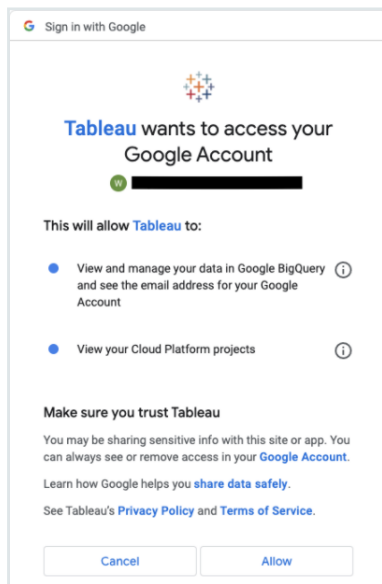 Sign in with Google
Tableau wants to access your
Google Account
W
This will allow Tableau to:
View and manage your data in Google BigQuery
and see the email address for your Google
Account
View your Cloud Platform projects
Make sure you trust Tableau
You may be sharing sensitive info with this site or app. You
can always see or remove access in your Google Account.
Learn how Google helps you share data safely.
See Tableau's Privacy Policy and Terms of Service.
Cancel
Allow